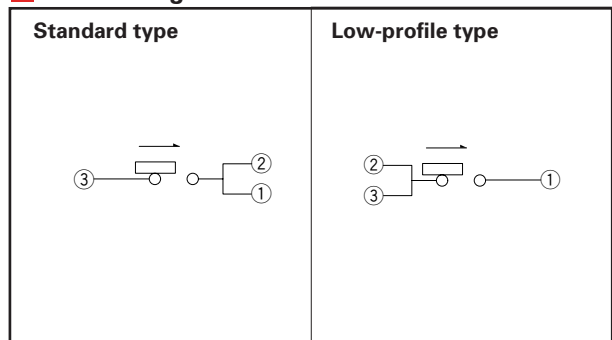 Standard type
Low-profile type
③ ② ①
② ③ ①